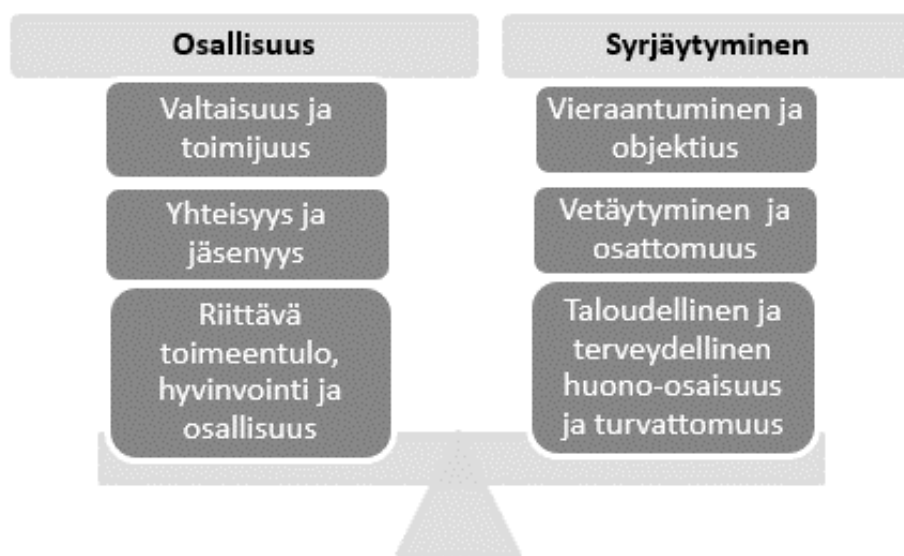 Osallisuus
Valtaisuus ja
toimijuus
Yhteisyys ja
jäsenyys
Riittävä
toimeentulo,
hyvinvointi ja
osallisuus
Syrjäytyminen
Vieraantuminen ja
objektius
Vetäytyminen ja
osattomuus
Taloudellinen ja
terveydellinen
huono-osaisuus
ja turvattomuus